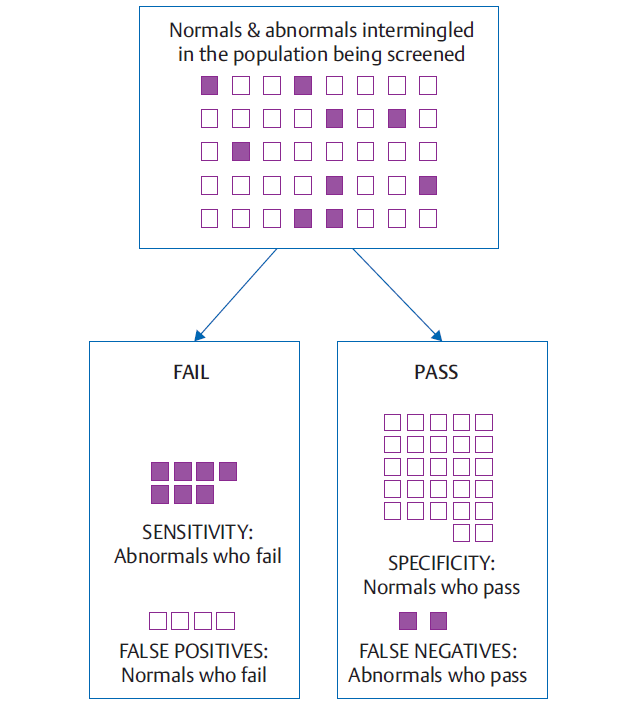 Normals & abnormals intermingled
in the population being screened
FAIL
SENSITIVITY:
Abnormals who fail
FALSE POSITIVES:
Normals who fail
PASS
SPECIFICITY:
Normals who pass
FALSE NEGATIVES:
Abnormals who pass